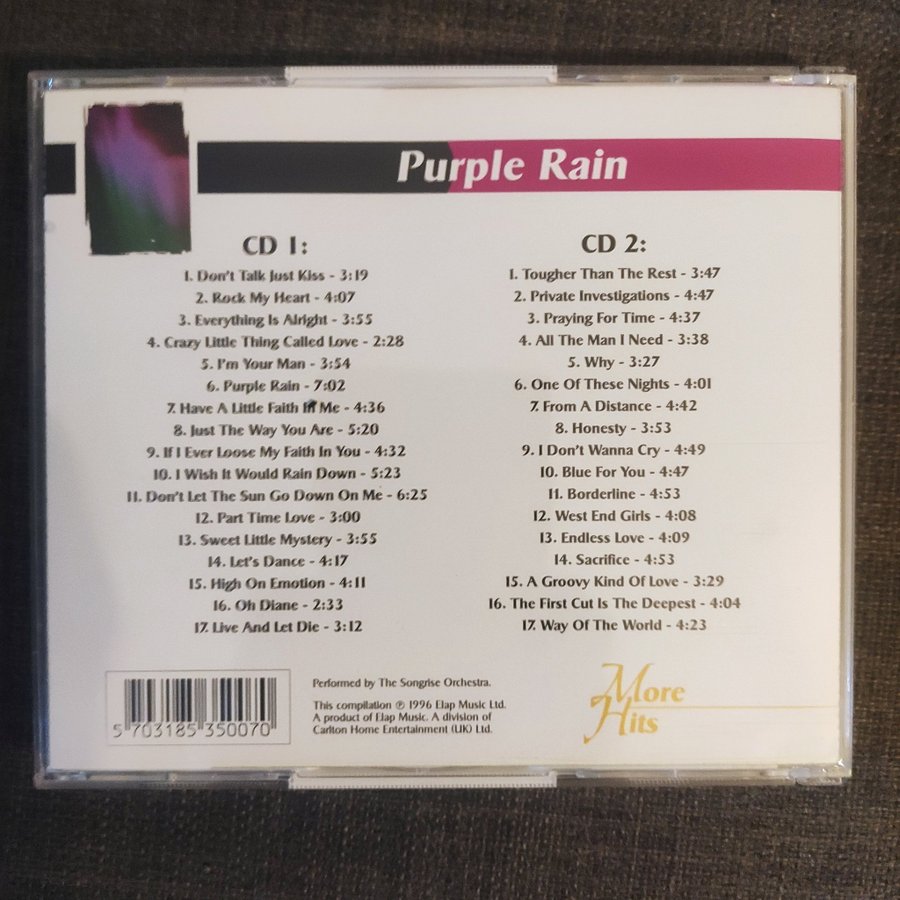 Purple Rain
CD 1:
1. Don't Talk Just Kiss - 3:19
2. Rock My Heart - 4:07
3. Everything Is Alright - 3:55
4. Crazy Little Thing Called Love - 2:28
5. I'm Your Man - 3:54
6. Purple Rain - 7:02
7. Have A Little Faith In Me - 4:36
8. Just The Way You Are - 5:20
9. If I Ever Loose My Faith In You - 4:32
10. I Wish It Would Rain Down - 5:23
11. Don't Let The Sun Go Down On Me - 6:25
12. Part Time Love - 3:00
13. Sweet Little Mystery - 3:55
14. Let's Dance - 4:17
15. High On Emotion - 4:11
16. Oh Diane - 2:33
17. Live And Let Die - 3:12
CD 2:
1. Tougher Than The Rest - 3:47
2. Private Investigations - 4:47
3. Praying For Time - 4:37
4. All The Man I Need - 3:38
5. Why - 3:27
6. One Of These Nights - 4:01
7. From A Distance - 4:42
8. Honesty - 3:53
9. I Don't Wanna Cry - 4:49
10. Blue For You - 4:47
11. Borderline - 4:53
12. West End Girls - 4:08
13. Endless Love - 4:09
14. Sacrifice - 4:53
15. A Groovy Kind Of Love - 3:29
16. The First Cut Is The Deepest - 4:04
17. Way Of The World - 4:23
5 703185 350070
Performed by The Songrise Orchestra.
This compilation ℗ 1996 Elap Music Ltd.
A product of Elap Music. A division of
Carlton Home Entertainment (UK) Ltd.
More
Hits